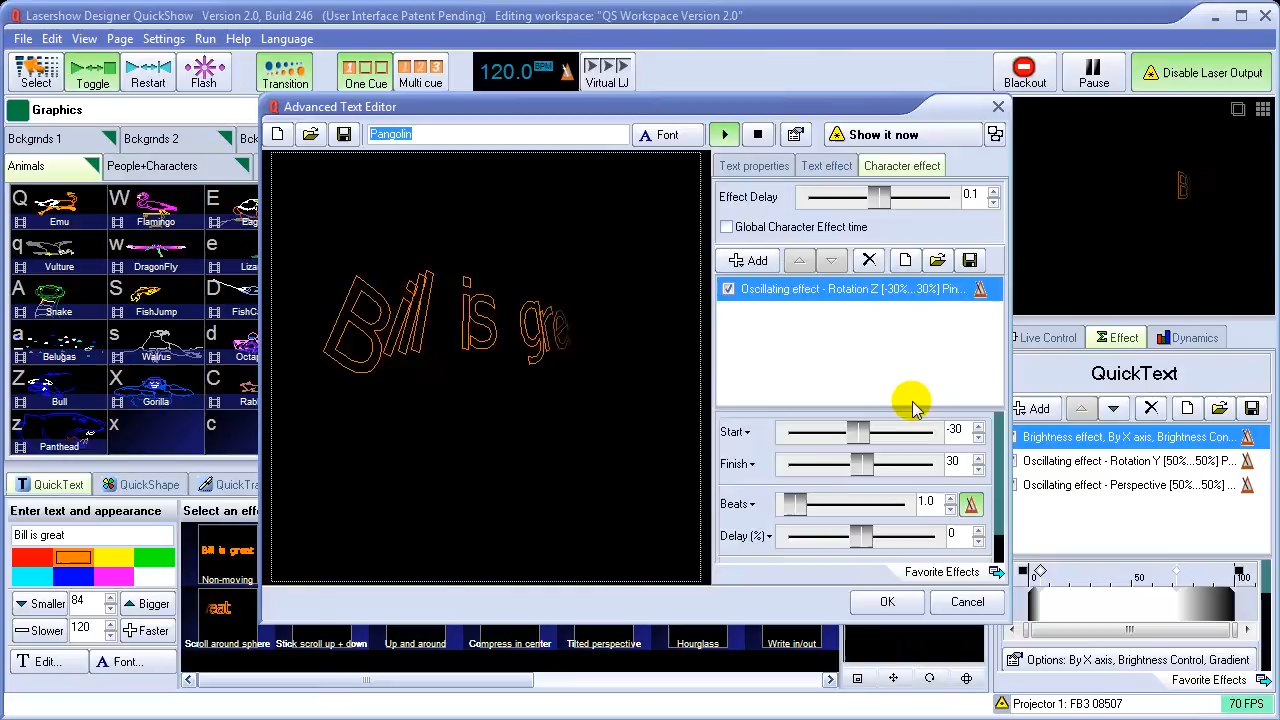 Lasershow Designer QuickShow Version 2.0, Build 246 (User Interface Patent Pending) Editing workspace: "QS Workspace Version 2.0"
File Edit View Page Settings Run Help Language
Select Toggle Restart Flash Transition One Cue Multi cue 120.0 BPM Virtual LJ Blackout Pause Disable Laser Output
Graphics
Bckgrnds 1 Bckgrnds 2
Animals People+Characters
Q Emu W Flamingo E
q Vulture w DragonFly e
A Snake S FishJump D
a Belugas s Walrus d
Z Bull X Gorilla C
z Panthead x c
QuickText QuickShape
Enter text and appearance
Bill is great
Smaller 84 Bigger
Slower 120 Faster
Edit... Font...
Bill is great
Non-moving
Scroll around sphere Stick scroll up + down Up and around Compress in center Tilted perspective Hourglass Write in/out
Advanced Text Editor
Pangolin Font Show it now
Text properties Text effect Character effect
Effect Delay 0.1
Global Character Effect time
Add
Oscillating effect - Rotation Z [-30%...30%] Pin...
Bill is gre
Start -30
Finish 30
Beats 1.0
Delay (%) 0
Favorite Effects
OK Cancel
B
Live Control Effect Dynamics
QuickText
Add
Brightness effect, By X axis, Brightness Con...
Oscillating effect - Rotation Y [50%...50%] P...
Oscillating effect - Perspective [50%...50%] ...
0 50 100
Options: By X axis, Brightness Control, Gradient
Favorite Effects
Projector 1: FB3 08507 70 FPS